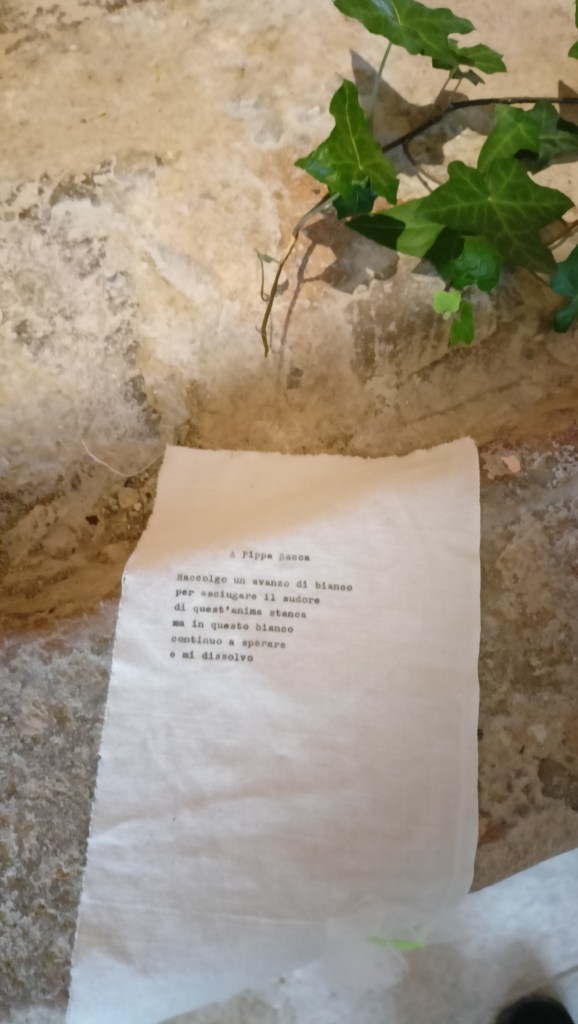 A Pippa Bacca
Raccolgo un avanzo di bianco
per asciugare il sudore
di quest'anima stanca
ma in questo bianco
continuo a sperare
e mi dissolvo